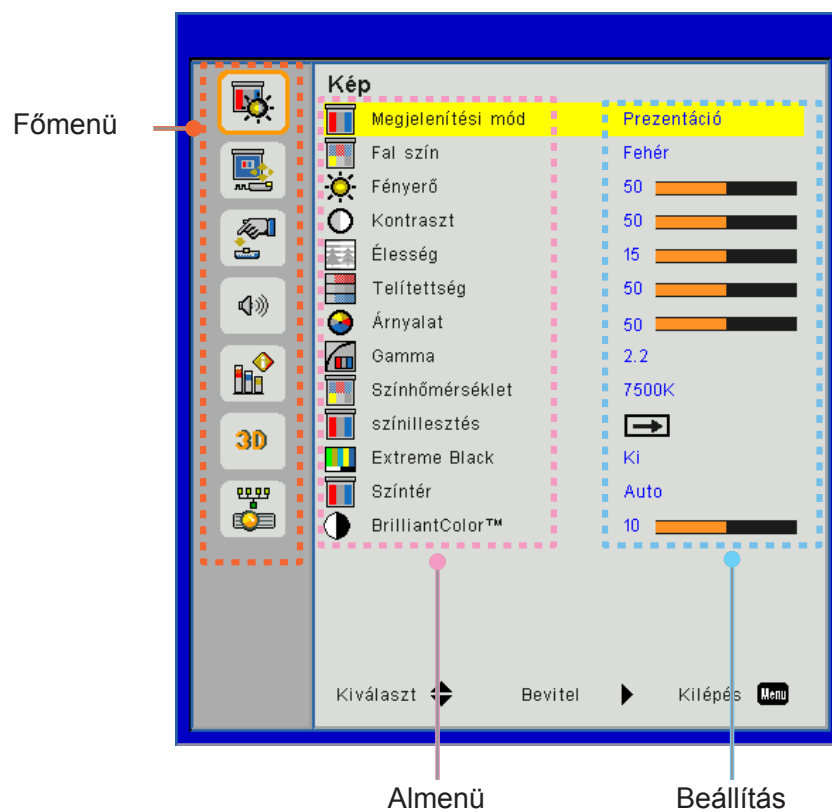 Kép
Főmenü
Megjelenítési mód Prezentáció
Fal szín Fehér
Fényerő 50
Kontraszt 50
Élesség 15
Telítettség 50
Árnyalat 50
Gamma 2.2
Színhőmérséklet 7500K
színillesztés
3D
Extreme Black Ki
Színtér Auto
BrilliantColor™ 10
Kiválaszt Bevitel Kilépés Menu
Almenü Beállítás